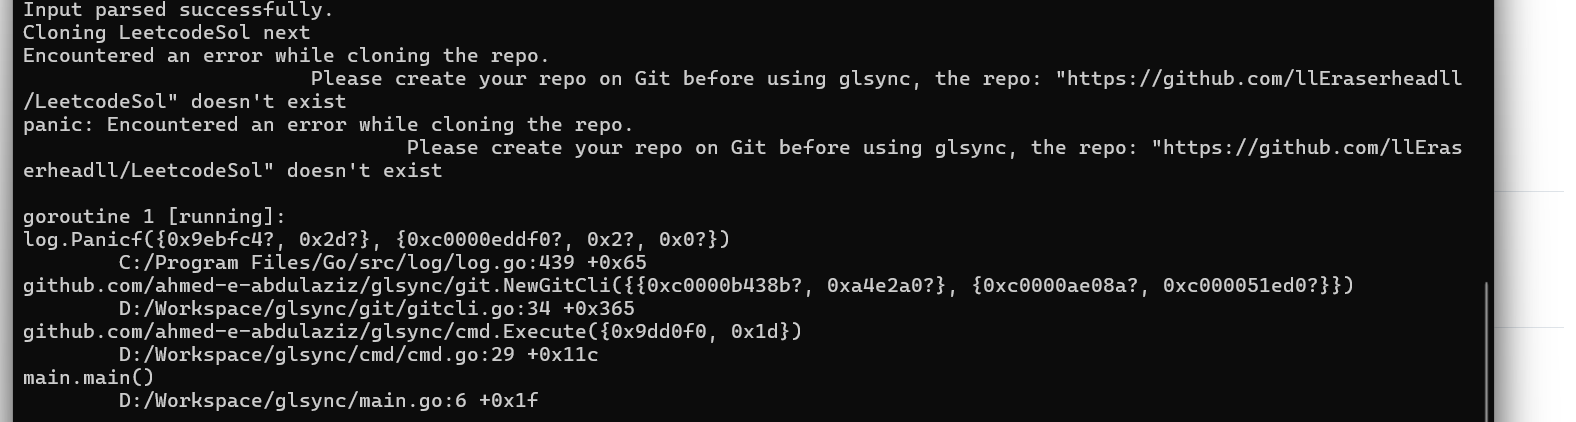 Input parsed successfully.
Cloning LeetcodeSol next
Encountered an error while cloning the repo.
Please create your repo on Git before using glsync, the repo: "https://github.com/llEraserheadll
/LeetcodeSol" doesn't exist
panic: Encountered an error while cloning the repo.
Please create your repo on Git before using glsync, the repo: "https://github.com/llEras
erheadll/LeetcodeSol" doesn't exist
goroutine 1 [running]:
log.Panicf({0x9ebfc4?, 0x2d?}, {0xc0000eddf0?, 0x2?, 0x0?})
C:/Program Files/Go/src/log/log.go:439 +0x65
github.com/ahmed-e-abdulaziz/glsync/git.NewGitCli({{0xc0000b438b?, 0xa4e2a0?}, {0xc0000ae08a?, 0xc000051ed0?}})
D:/Workspace/glsync/git/gitcli.go:34 +0x365
github.com/ahmed-e-abdulaziz/glsync/cmd.Execute({0x9dd0f0, 0x1d})
D:/Workspace/glsync/cmd/cmd.go:29 +0x11c
main.main()
D:/Workspace/glsync/main.go:6 +0x1f